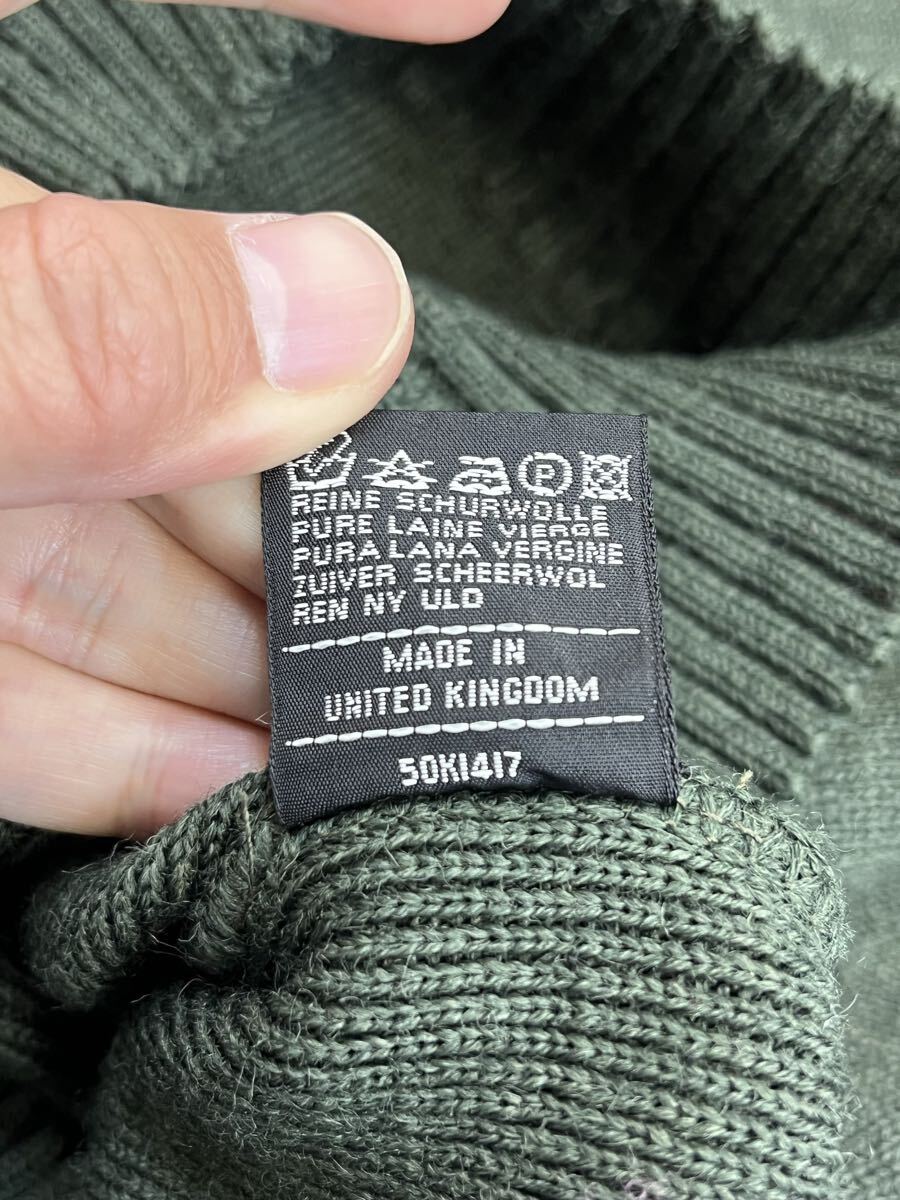 P
REINE SCHURWOLLE
PURE LAINE VIERGE
PURA LANA VERGINE
ZUIVER SCHEERWOL
REN NY ULD
MADE IN
UNITED KINGDOM
50K1417